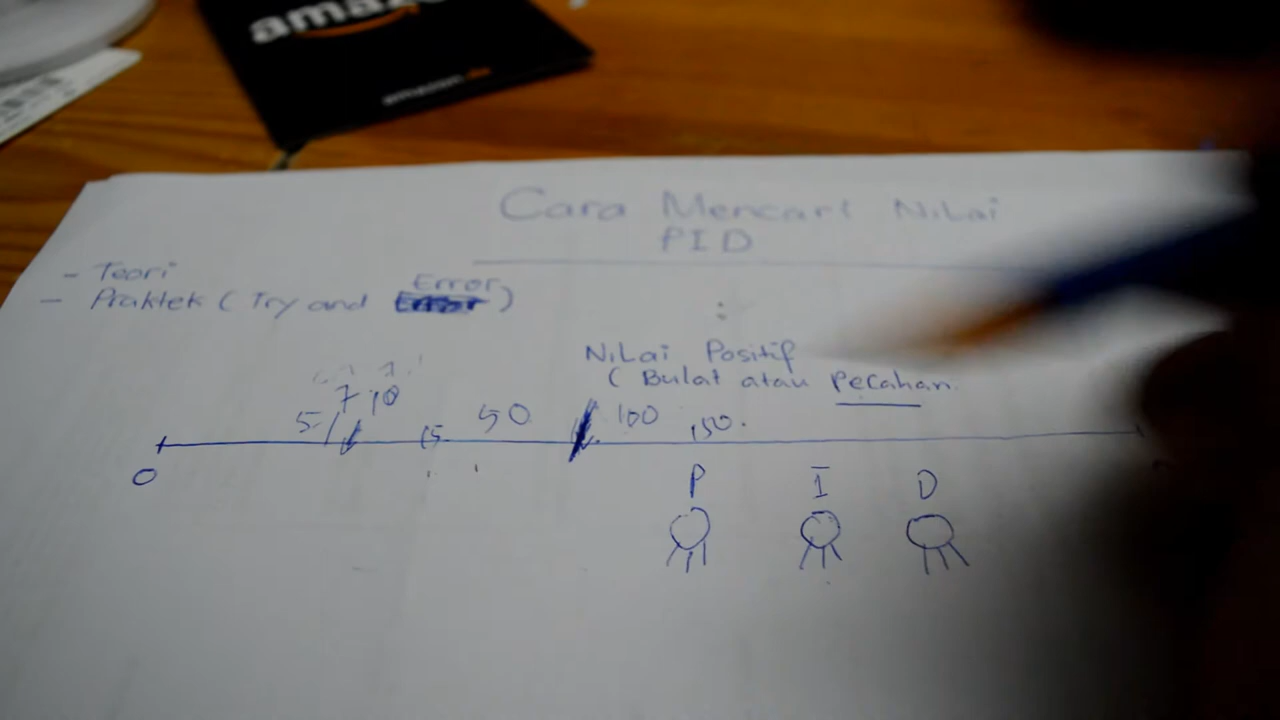 amazon
Cara Mencari Nilai
PID
- Teori
- Praktek ( Try and Error )
:
Nilai Positif
( Bulat atau Pecahan
5 7 10 15 50 100 150
0
P I D